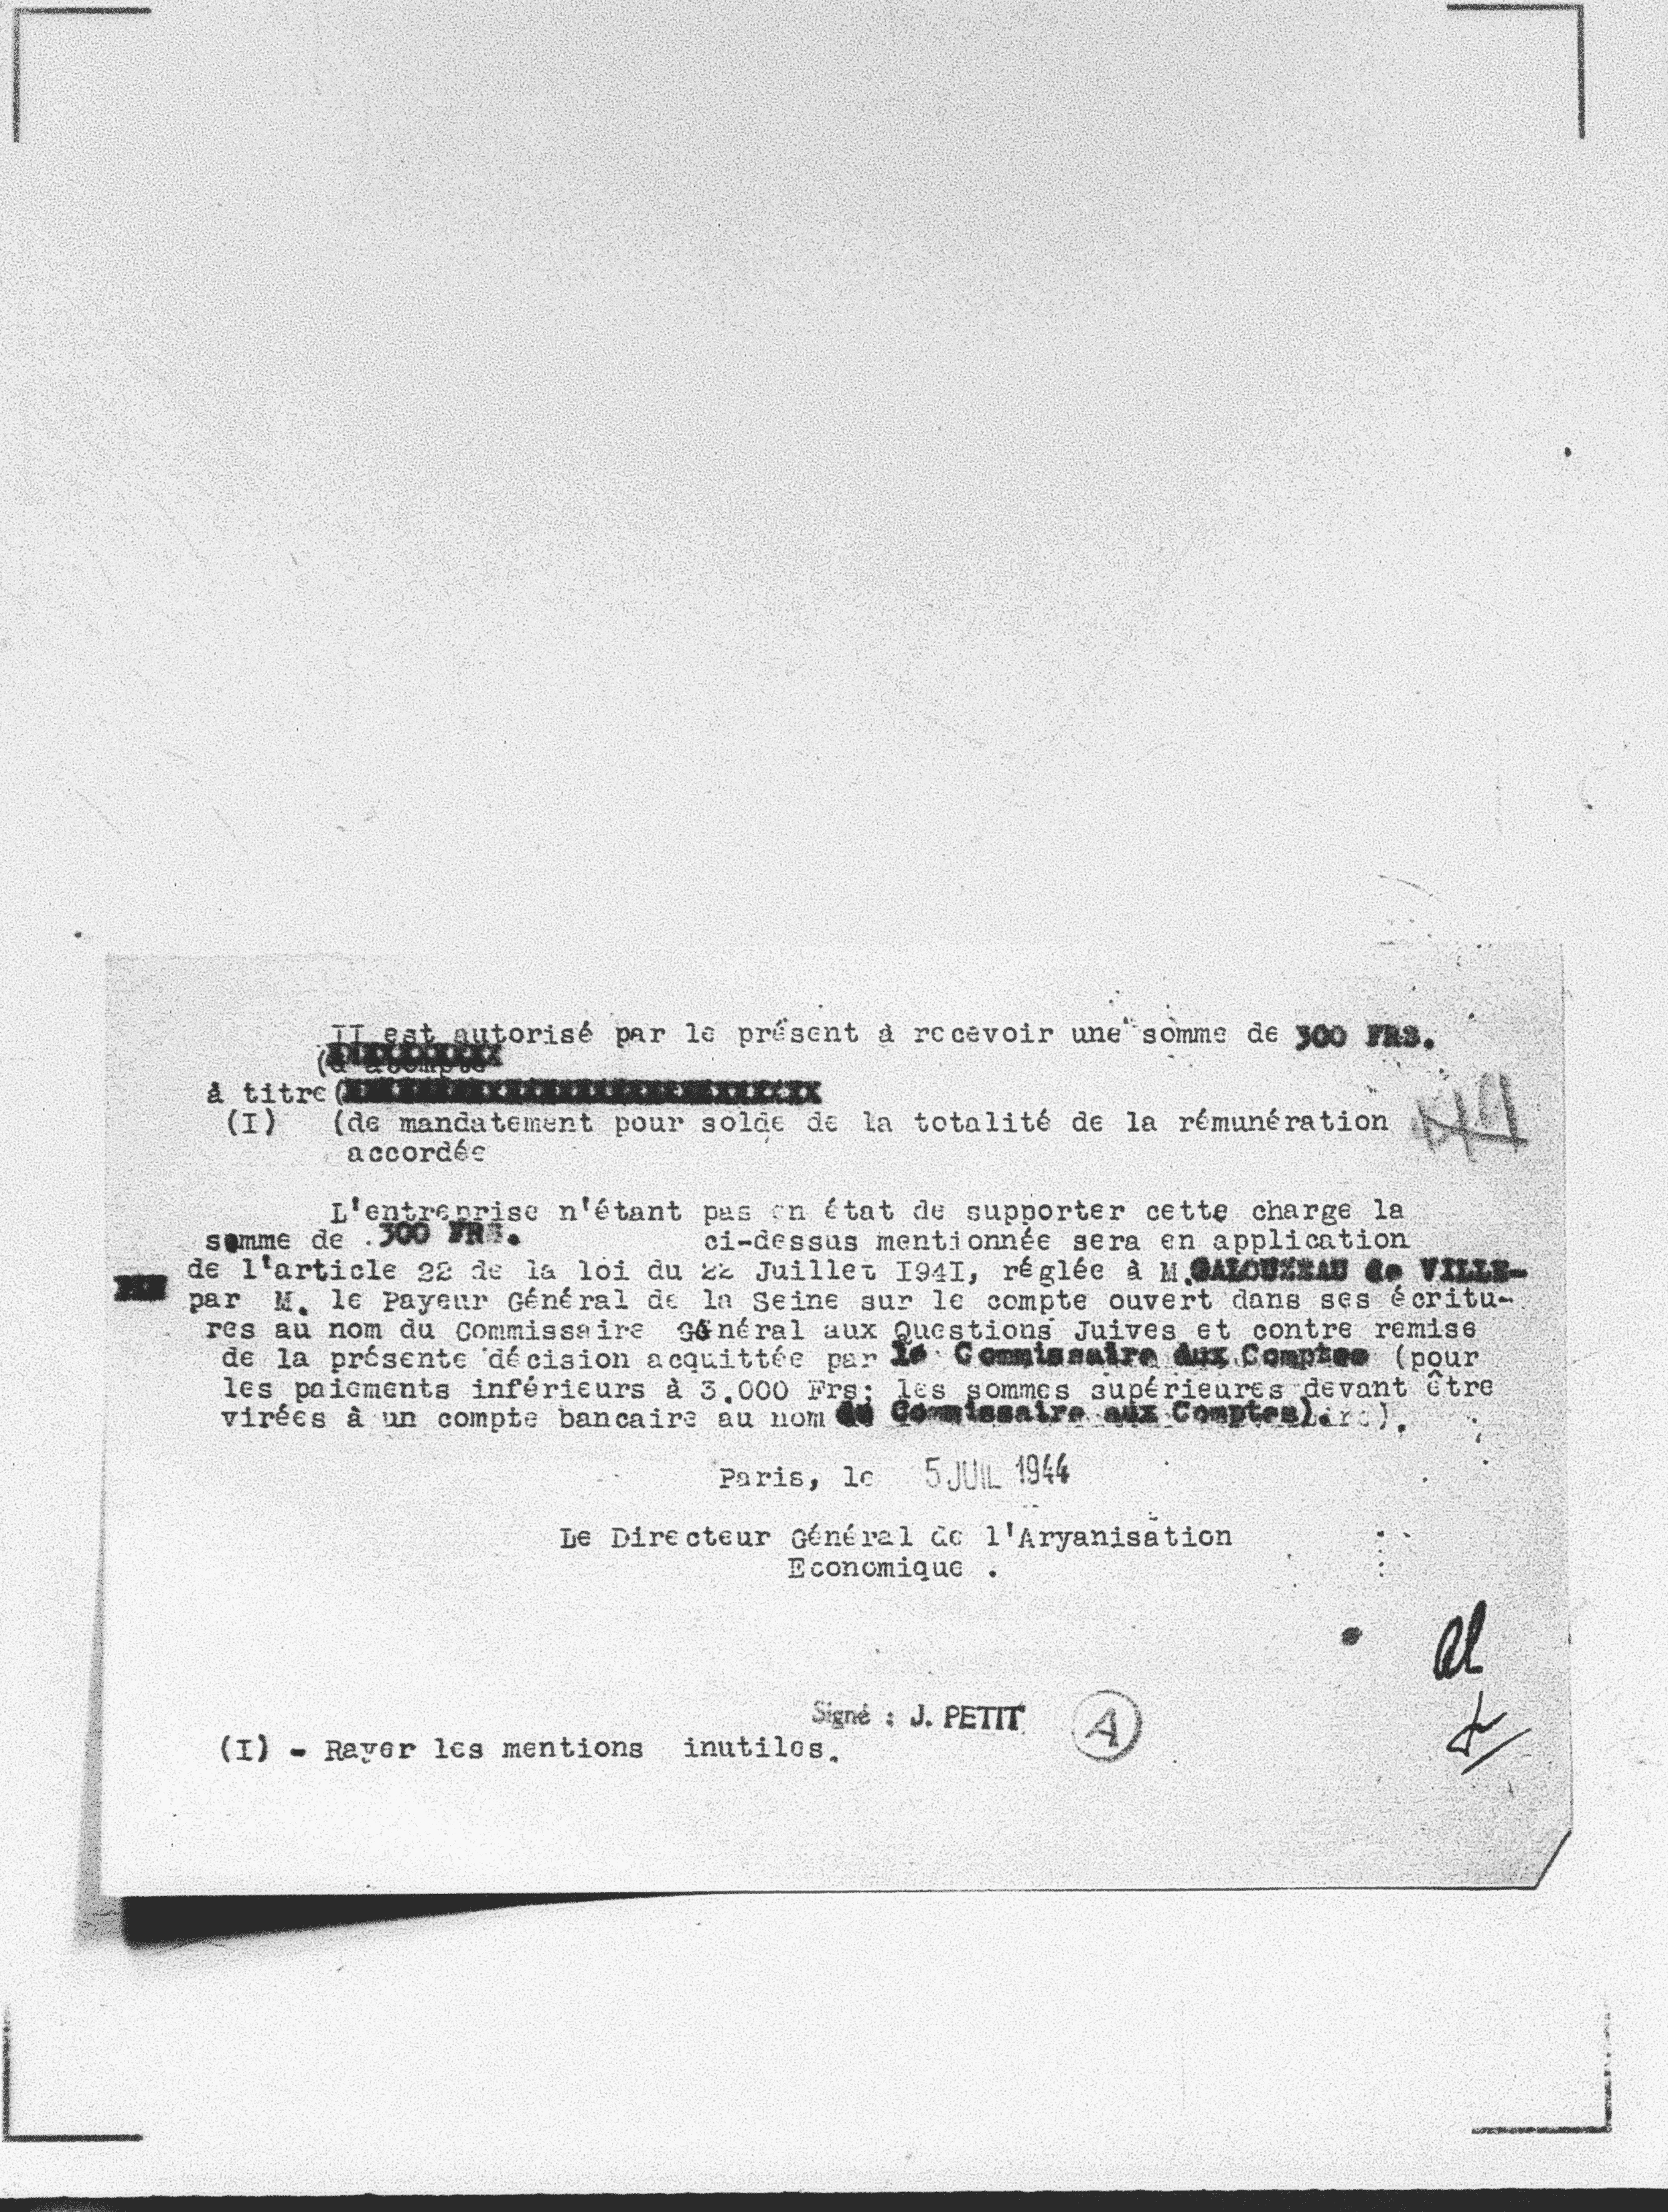 II est autorisé par le présent à recevoir une somme de 300 FRS.
(d'acompte
à titre(
(I) (de mandatement pour solde de la totalité de la rémunération
accordée
L'entreprise n'étant pas en état de supporter cette charge la
somme de 300 FRS. ci-dessus mentionnée sera en application
de l'article 22 de la loi du 22 Juillet I94I, réglée à M.GALOUZEAU de VILLE-
PIN par M. le Payeur Général de la Seine sur le compte ouvert dans ses écritu-
res au nom du Commissaire Général aux Questions Juives et contre remise
de la présente décision acquittée par le Commissaire aux Comptes (pour
les paiements inférieurs à 3.000 Frs; les sommes supérieures devant être
virées à un compte bancaire au nom du Commissaire aux Comptes).
Paris, le 5 JUIL 1944
Le Directeur Général de l'Aryanisation
Economique .
Signé : J. PETIT
A
(I) - Rayer les mentions inutiles.